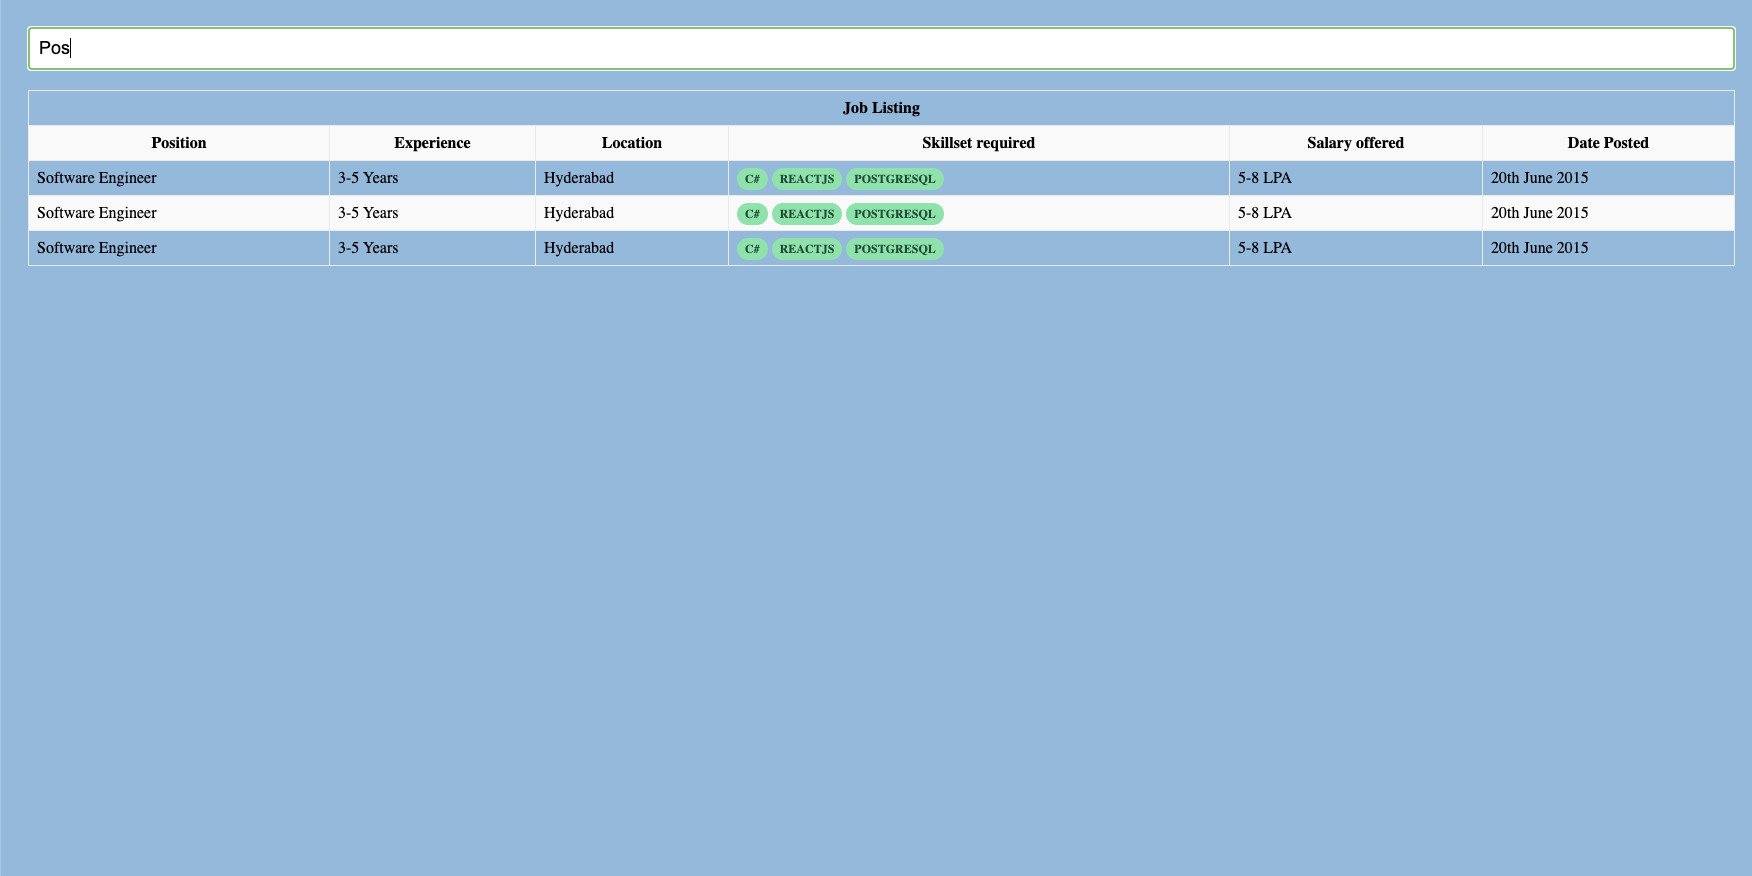 Pos
Job Listing
Position Experience Location Skillset required Salary offered Date Posted
Software Engineer 3-5 Years Hyderabad C# REACTJS POSTGRESQL 5-8 LPA 20th June 2015
Software Engineer 3-5 Years Hyderabad C# REACTJS POSTGRESQL 5-8 LPA 20th June 2015
Software Engineer 3-5 Years Hyderabad C# REACTJS POSTGRESQL 5-8 LPA 20th June 2015